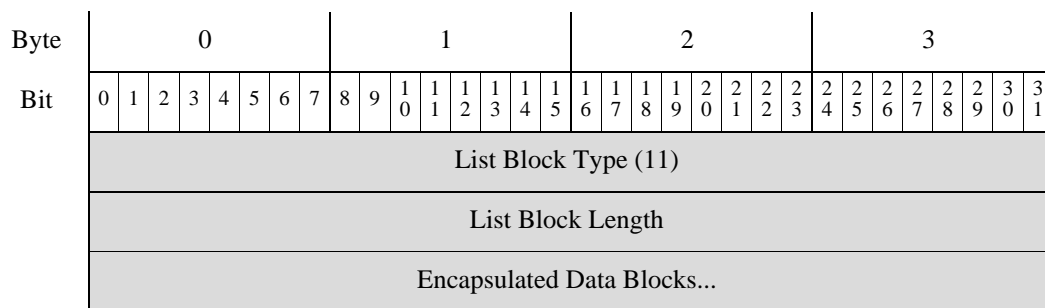 Byte 0 1 2 3
Bit 0 1 2 3 4 5 6 7 8 9 10 11 12 13 14 15 16 17 18 19 20 21 22 23 24 25 26 27 28 29 30 31
List Block Type (11)
List Block Length
Encapsulated Data Blocks...